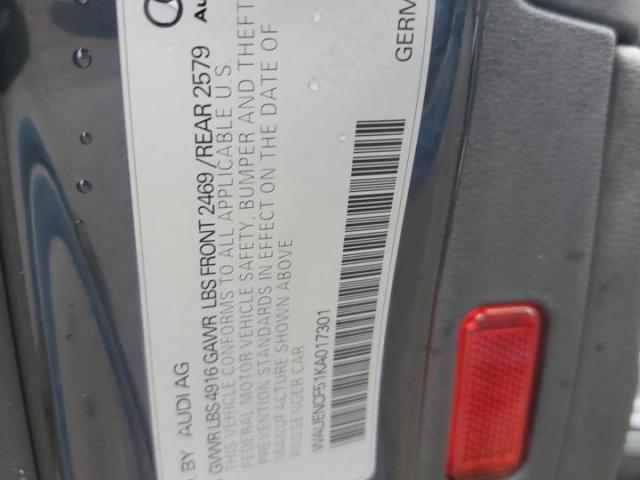 Au
GERM
D BY AUDI AG
GVWR LBS 4916 GAWR LBS FRONT 2469 /REAR 2579
THIS VEHICLE CONFORMS TO ALL APPLICABLE U.S.
FEDERAL MOTOR VEHICLE SAFETY, BUMPER AND THEFT
PREVENTION STANDARDS IN EFFECT ON THE DATE OF
MANUFACTURE SHOWN ABOVE
PASSENGER CAR
WAUENCF51KA017301